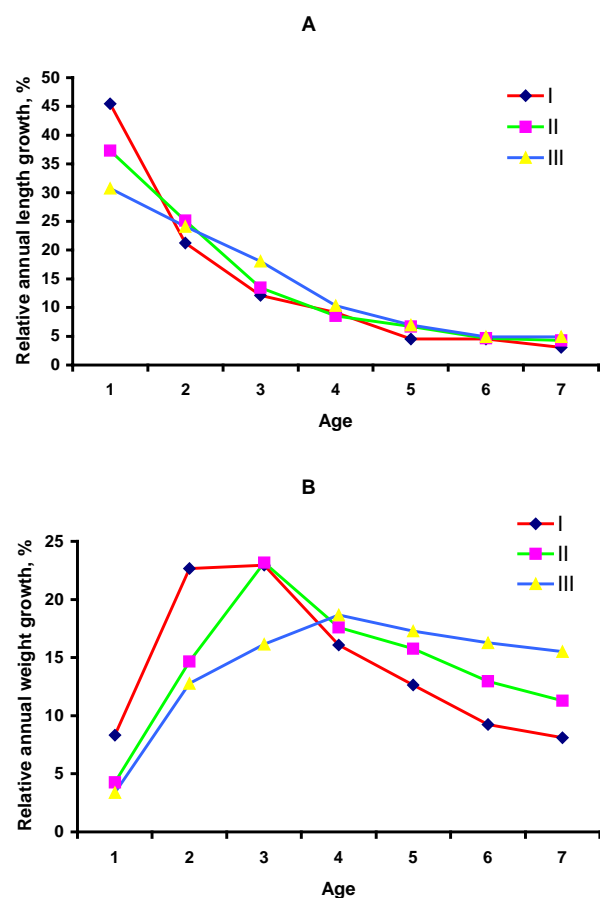 A
Relative annual length growth, %
50
45
40
35
30
25
20
15
10
5
0
I
II
III
1 2 3 4 5 6 7
Age
B
Relative annual weight growth, %
25
20
15
10
5
0
I
II
III
1 2 3 4 5 6 7
Age